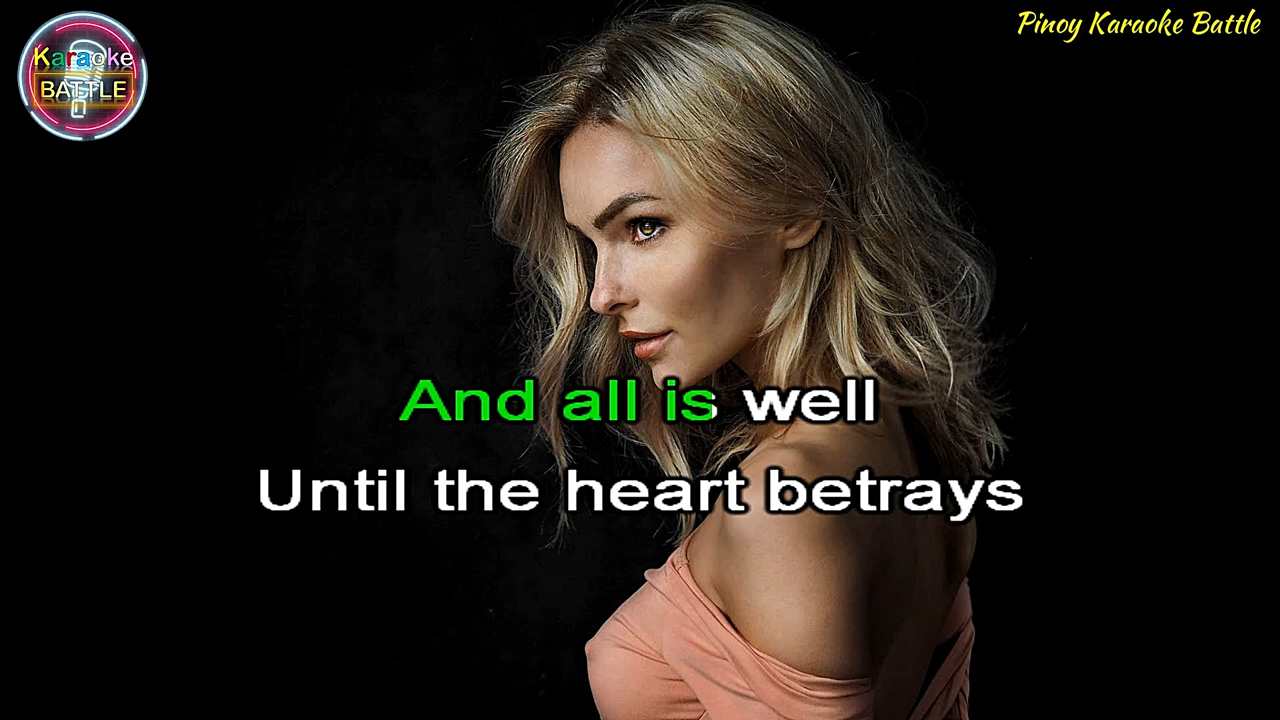 Karaoke
BATTLE
Pinoy Karaoke Battle
And all is well
Until the heart betrays